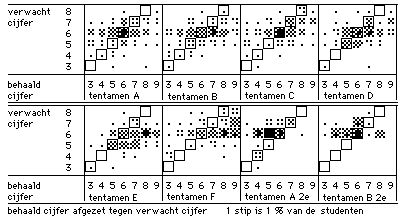 verwacht 8
cijfer 7
6
5
4
3
behaald 3 4 5 6 7 8 9 3 4 5 6 7 8 9 3 4 5 6 7 8 9 3 4 5 6 7 8 9
cijfer tentamen A tentamen B tentamen C tentamen D
verwacht 8
cijfer 7
6
5
4
3
behaald 3 4 5 6 7 8 9 3 4 5 6 7 8 9 3 4 5 6 7 8 9 3 4 5 6 7 8 9
cijfer tentamen E tentamen F tentamen A 2e tentamen B 2e
behaald cijfer afgezet tegen verwacht cijfer 1 stip is 1 % van de studenten